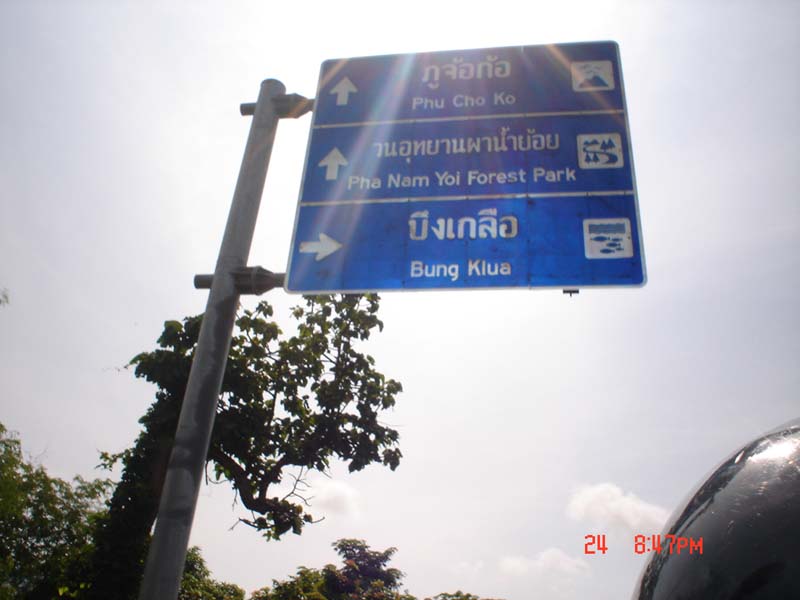 ภูจ้อก้อ
Phu Cho Ko
วนอุทยานผาน้ำย้อย
Pha Nam Yoi Forest Park
บึงเกลือ
Bung Klua
24 8:47PM